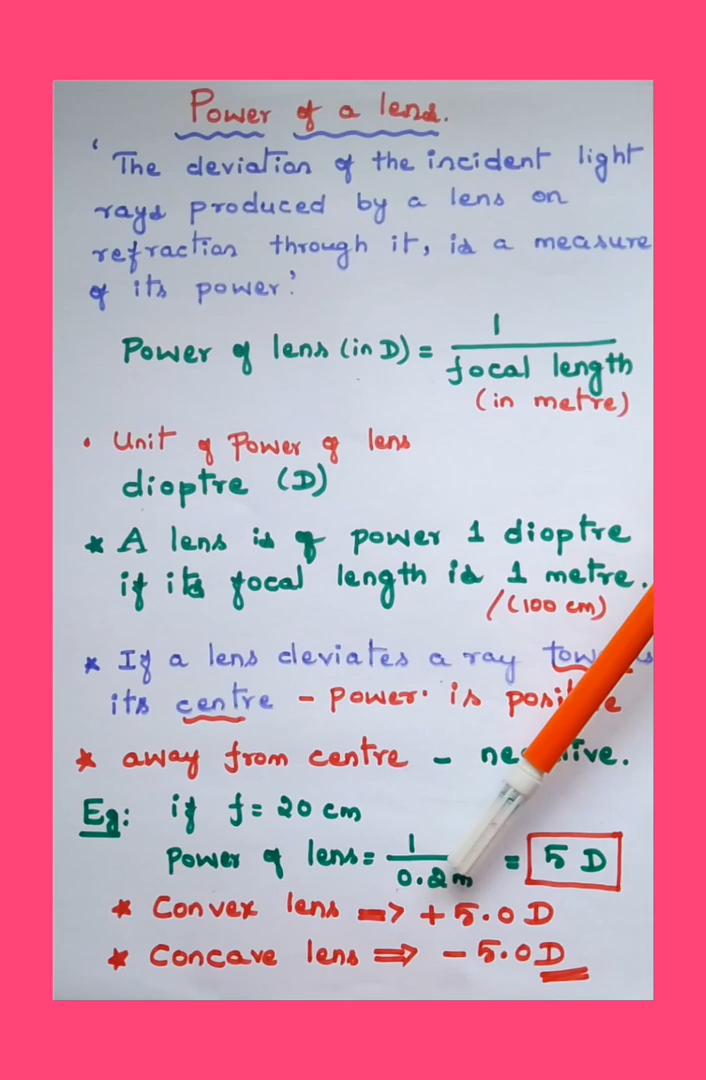 Power of a lens.
'The deviation of the incident light
rays produced by a lens on
refraction through it, is a measure
of its power.'
Power of lens (in D) = 1
focal length
(in metre)
• Unit of Power of lens
dioptre (D)
* A lens is of power 1 dioptre
if its focal length is 1 metre.
/(100 cm)
* If a lens deviates a ray
its centre - power is
* away from centre -
Eg: if f = 20 cm
Power of lens = 1 = 5 D
0.2m
* Convex lens => + 5.0 D
* Concave lens => - 5.0 D